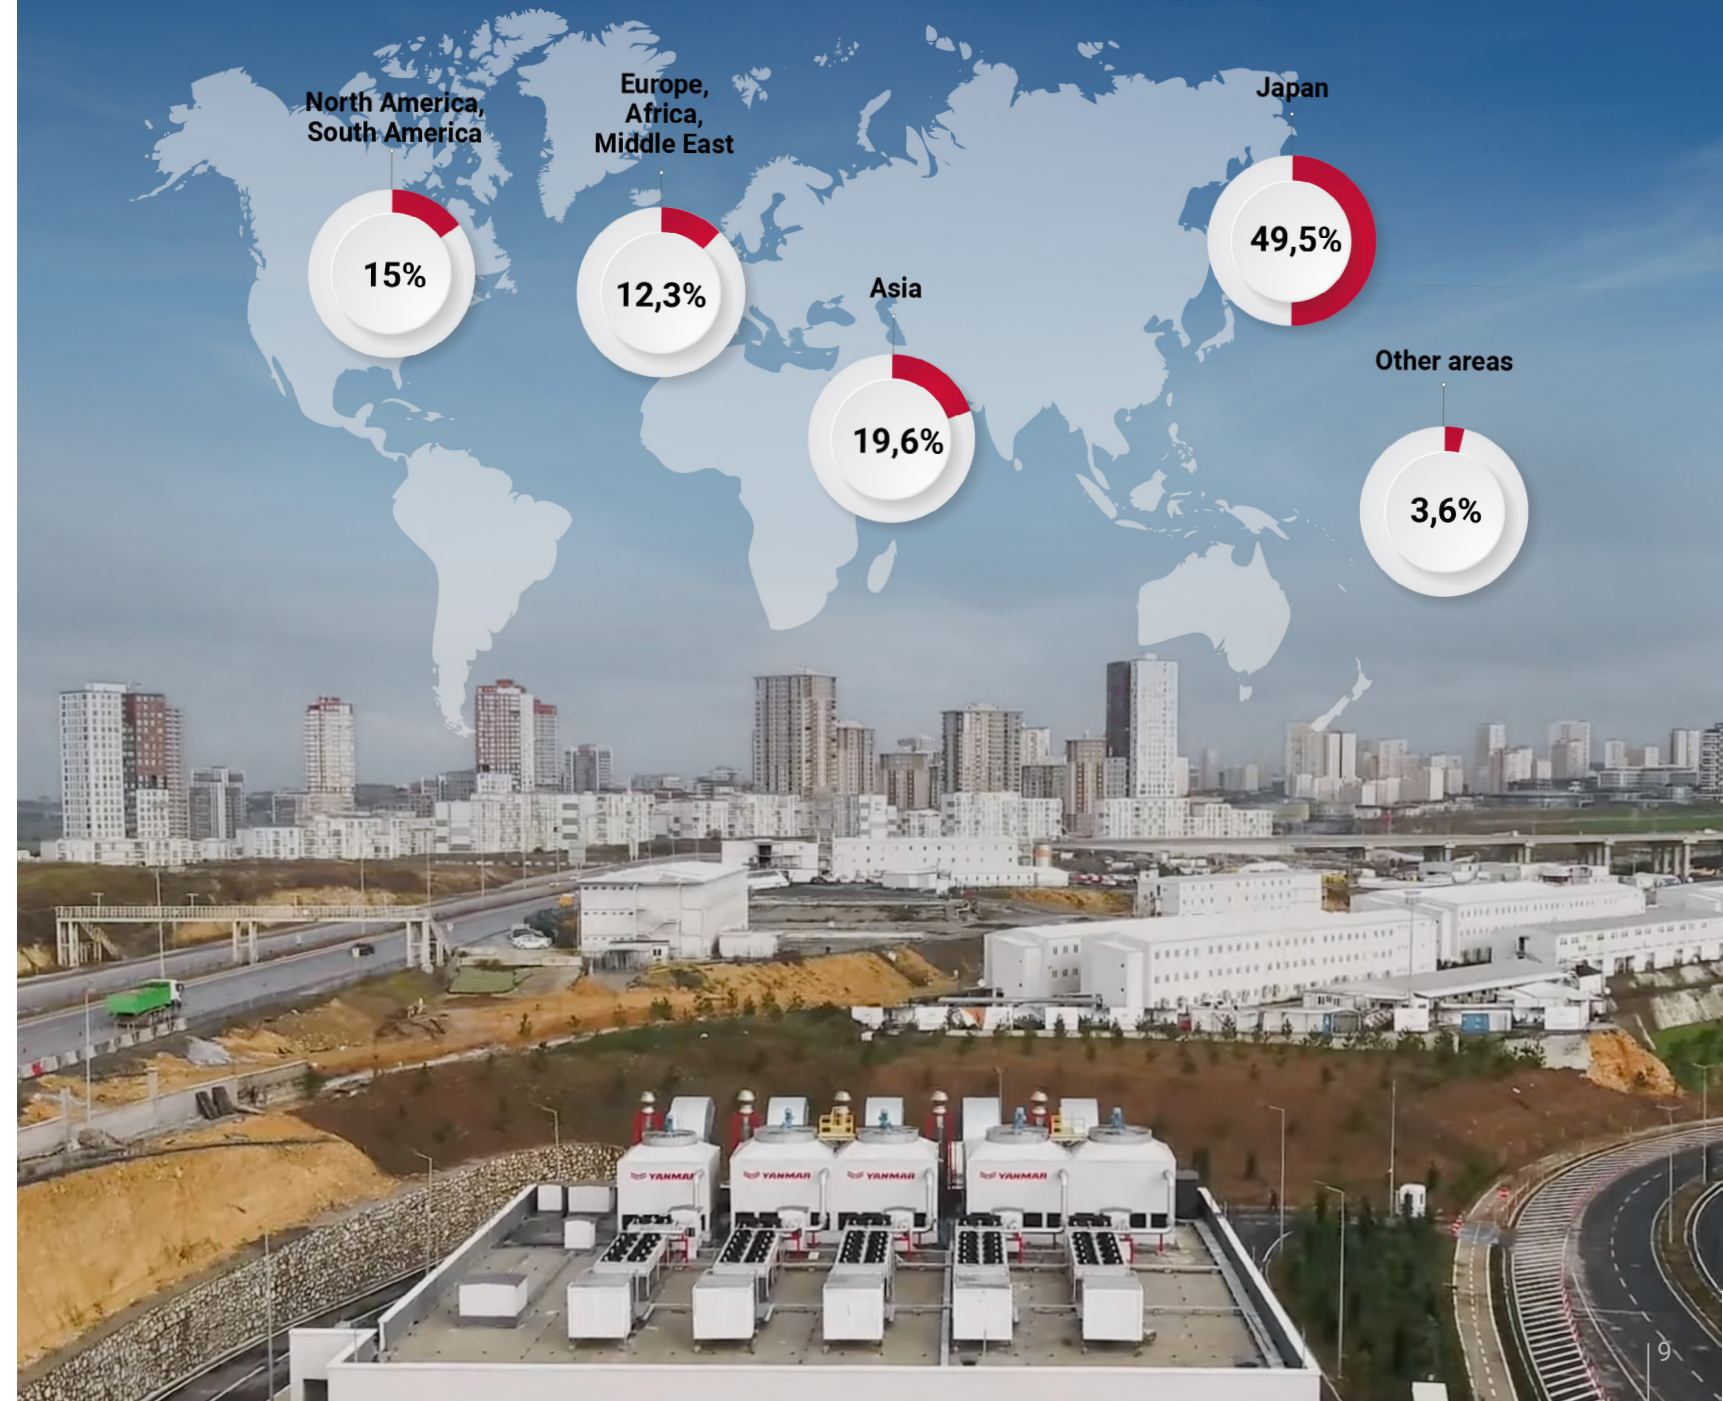 North America,
South America
15%
Europe,
Africa,
Middle East
12,3%
Asia
19,6%
Japan
49,5%
Other areas
3,6%
YANMAR
YANMAR
YANMAR
YANMAR
9